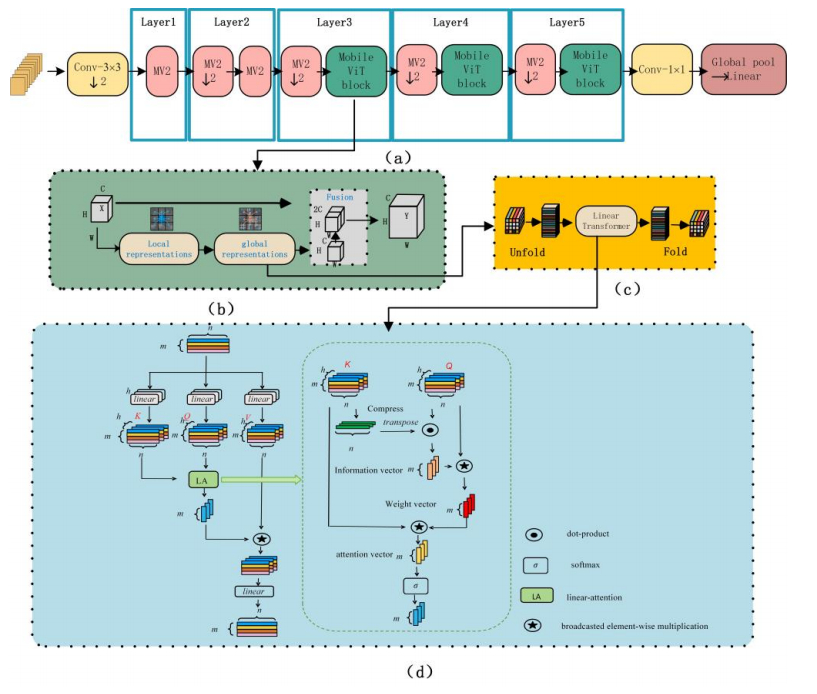 Layer1
Layer2
Layer3
Layer4
Layer5
Conv-3×3
↓2
MV2
MV2
↓2
MV2
MV2
↓2
Mobile
ViT
block
MV2
↓2
Mobile
ViT
block
MV2
↓2
Mobile
ViT
block
Conv-1×1
Global pool
→Linear
(a)
C
H
X
W
Local
representations
global
representations
Fusion
2C
H
W
C
H
W
C
H
Y
W
(b)
Unfold
Linear
Transformer
Fold
(c)
n
m
h
linear
linear
linear
h
K
m
n
h
Q
m
n
h
V
m
n
LA
m
linear
n
m
K
h
m
n
Q
h
m
n
Compress
transpose
n
Information vector
m
Weight vector
m
attention vector
m
σ
m
dot-product
σ
softmax
LA
linear-attention
broadcasted element-wise multiplication
(d)